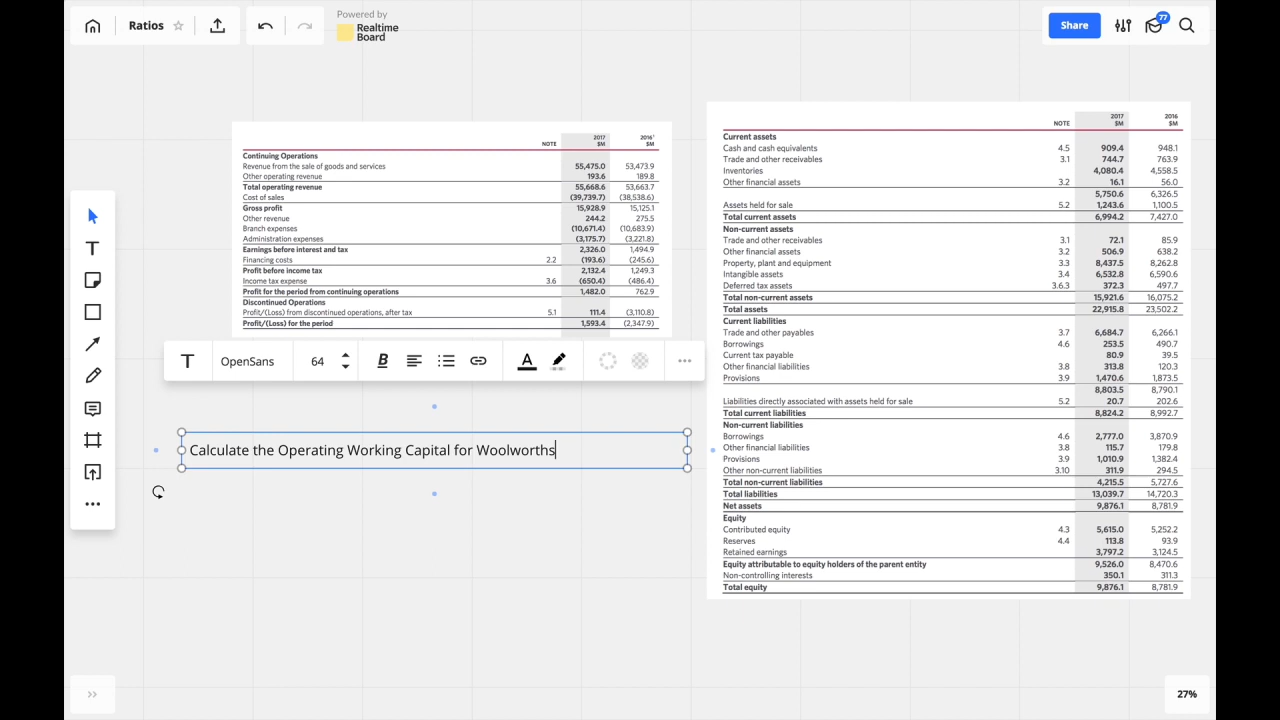 Ratios
Powered by
Realtime
Board
Share
77
2017 2016¹
NOTE $M $M
Continuing Operations
Revenue from the sale of goods and services 55,475.0 53,473.9
Other operating revenue 193.6 189.8
Total operating revenue 55,668.6 53,663.7
Cost of sales (39,739.7) (38,538.6)
Gross profit 15,928.9 15,125.1
Other revenue 244.2 275.5
Branch expenses (10,671.4) (10,683.9)
Administration expenses (3,175.7) (3,221.8)
Earnings before interest and tax 2,326.0 1,494.9
Financing costs 2.2 (193.6) (245.6)
Profit before income tax 2,132.4 1,249.3
Income tax expense 3.6 (650.4) (486.4)
Profit for the period from continuing operations 1,482.0 762.9
Discontinued Operations
Profit/(Loss) from discontinued operations, after tax 5.1 111.4 (3,110.8)
Profit/(Loss) for the period 1,593.4 (2,347.9)
T OpenSans 64 B A
Calculate the Operating Working Capital for Woolworths
2017 2016
NOTE $M $M
Current assets
Cash and cash equivalents 4.5 909.4 948.1
Trade and other receivables 3.1 744.7 763.9
Inventories 4,080.4 4,558.5
Other financial assets 3.2 16.1 56.0
5,750.6 6,326.5
Assets held for sale 5.2 1,243.6 1,100.5
Total current assets 6,994.2 7,427.0
Non-current assets
Trade and other receivables 3.1 72.1 85.9
Other financial assets 3.2 506.9 638.2
Property, plant and equipment 3.3 8,437.5 8,262.8
Intangible assets 3.4 6,532.8 6,590.6
Deferred tax assets 3.6.3 372.3 497.7
Total non-current assets 15,921.6 16,075.2
Total assets 22,915.8 23,502.2
Current liabilities
Trade and other payables 3.7 6,684.7 6,266.1
Borrowings 4.6 253.5 490.7
Current tax payable 80.9 39.5
Other financial liabilities 3.8 313.8 120.3
Provisions 3.9 1,470.6 1,873.5
8,803.5 8,790.1
Liabilities directly associated with assets held for sale 5.2 20.7 202.6
Total current liabilities 8,824.2 8,992.7
Non-current liabilities
Borrowings 4.6 2,777.0 3,870.9
Other financial liabilities 3.8 115.7 179.8
Provisions 3.9 1,010.9 1,382.4
Other non-current liabilities 3.10 311.9 294.5
Total non-current liabilities 4,215.5 5,727.6
Total liabilities 13,039.7 14,720.3
Net assets 9,876.1 8,781.9
Equity
Contributed equity 4.3 5,615.0 5,252.2
Reserves 4.4 113.8 93.9
Retained earnings 3,797.2 3,124.5
Equity attributable to equity holders of the parent entity 9,526.0 8,470.6
Non-controlling interests 350.1 311.3
Total equity 9,876.1 8,781.9
27%